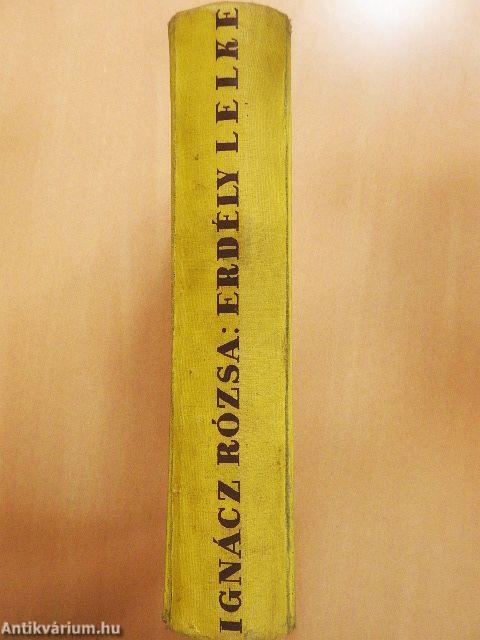 IGNÁCZ RÓZSA: ERDÉLY LELKE
Antikvárium.hu